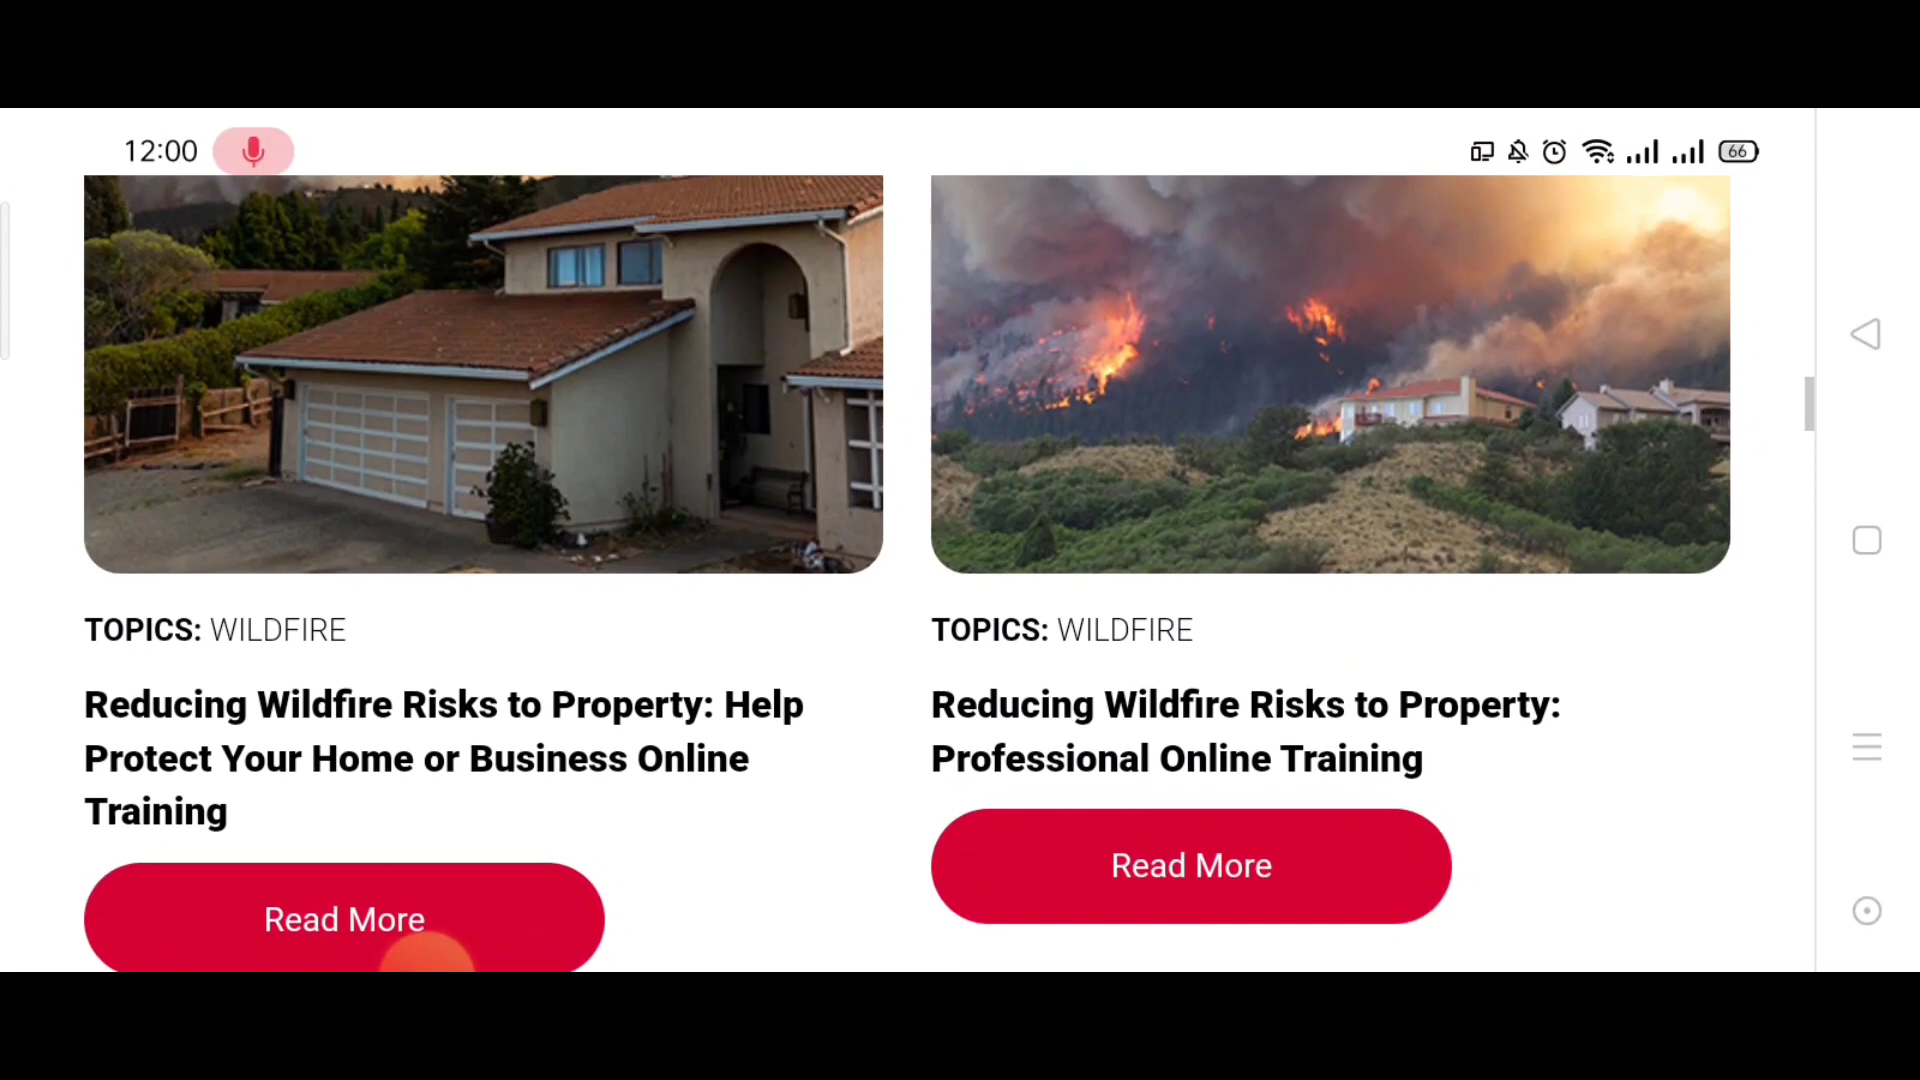 12:00
66
TOPICS: WILDFIRE
Reducing Wildfire Risks to Property: Help
Protect Your Home or Business Online
Training
Read More
TOPICS: WILDFIRE
Reducing Wildfire Risks to Property:
Professional Online Training
Read More